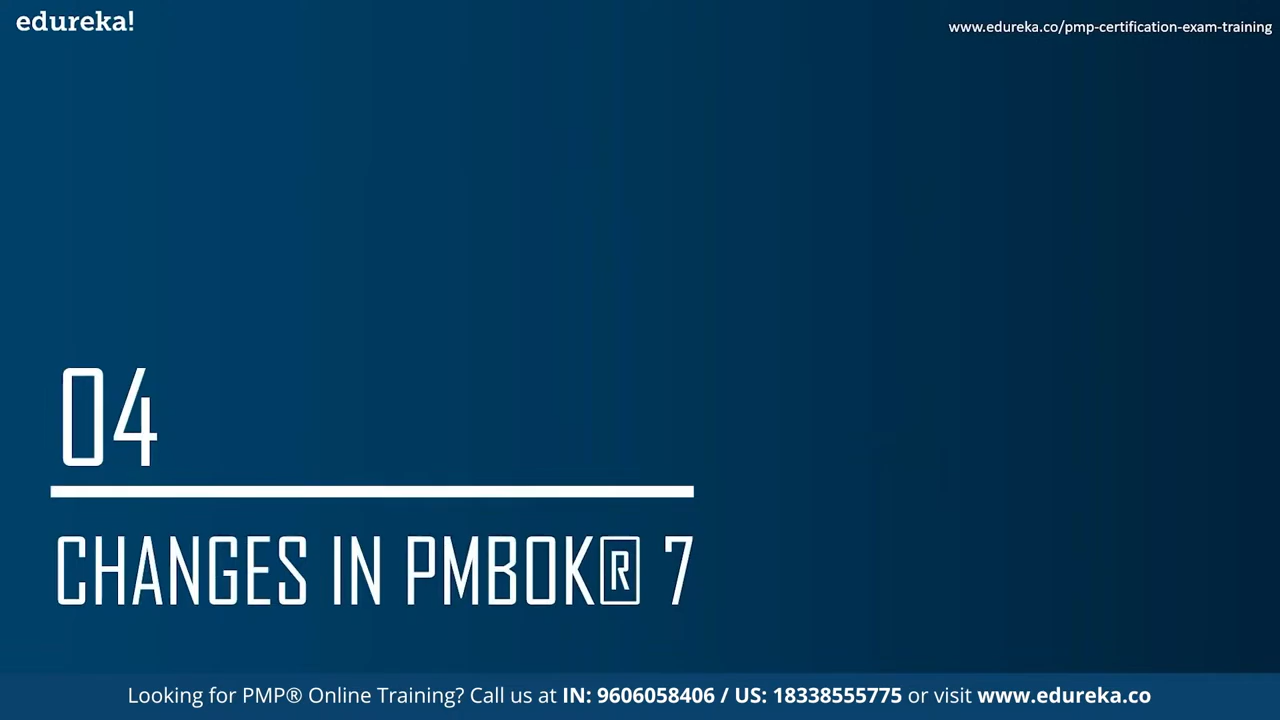 edureka!
www.edureka.co/pmp-certification-exam-training
04
CHANGES IN PMBOK® 7
Looking for PMP® Online Training? Call us at IN: 9606058406 / US: 18338555775 or visit www.edureka.co